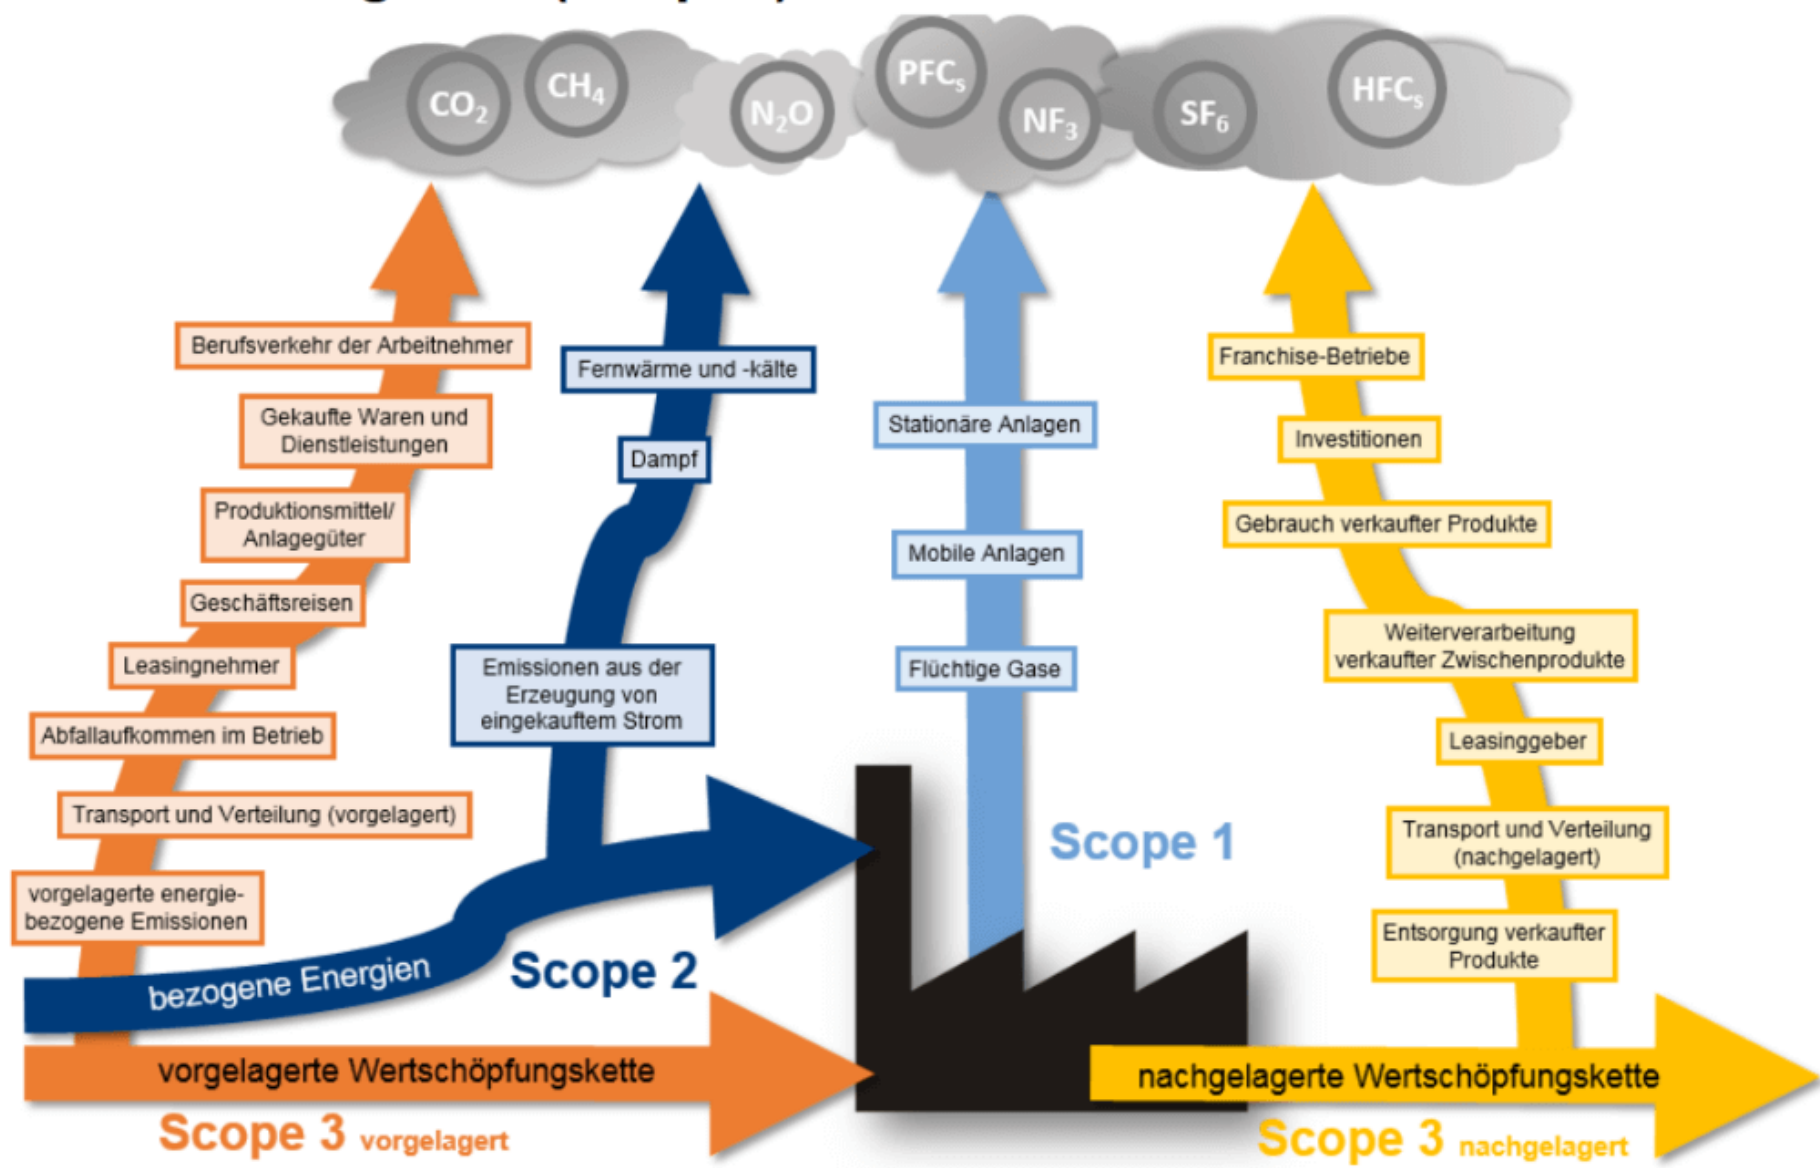 CO₂
CH₄
N₂O
PFCₛ
NF₃
SF₆
HFCₛ
Berufsverkehr der Arbeitnehmer
Gekaufte Waren und
Dienstleistungen
Produktionsmittel/
Anlagegüter
Geschäftsreisen
Leasingnehmer
Abfallaufkommen im Betrieb
Transport und Verteilung (vorgelagert)
vorgelagerte energie-
bezogene Emissionen
Fernwärme und -kälte
Dampf
Emissionen aus der
Erzeugung von
eingekauftem Strom
bezogene Energien
Scope 2
Stationäre Anlagen
Mobile Anlagen
Flüchtige Gase
Scope 1
Franchise-Betriebe
Investitionen
Gebrauch verkaufter Produkte
Weiterverarbeitung
verkaufter Zwischenprodukte
Leasinggeber
Transport und Verteilung
(nachgelagert)
Entsorgung verkaufter
Produkte
vorgelagerte Wertschöpfungskette
Scope 3 vorgelagert
nachgelagerte Wertschöpfungskette
Scope 3 nachgelagert